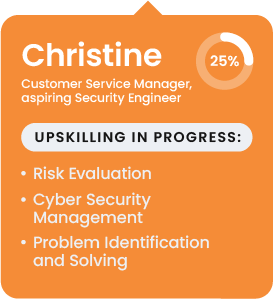 Christine
25%
Customer Service Manager,
aspiring Security Engineer
UPSKILLING IN PROGRESS:
• Risk Evaluation
• Cyber Security
Management
• Problem Identification
and Solving